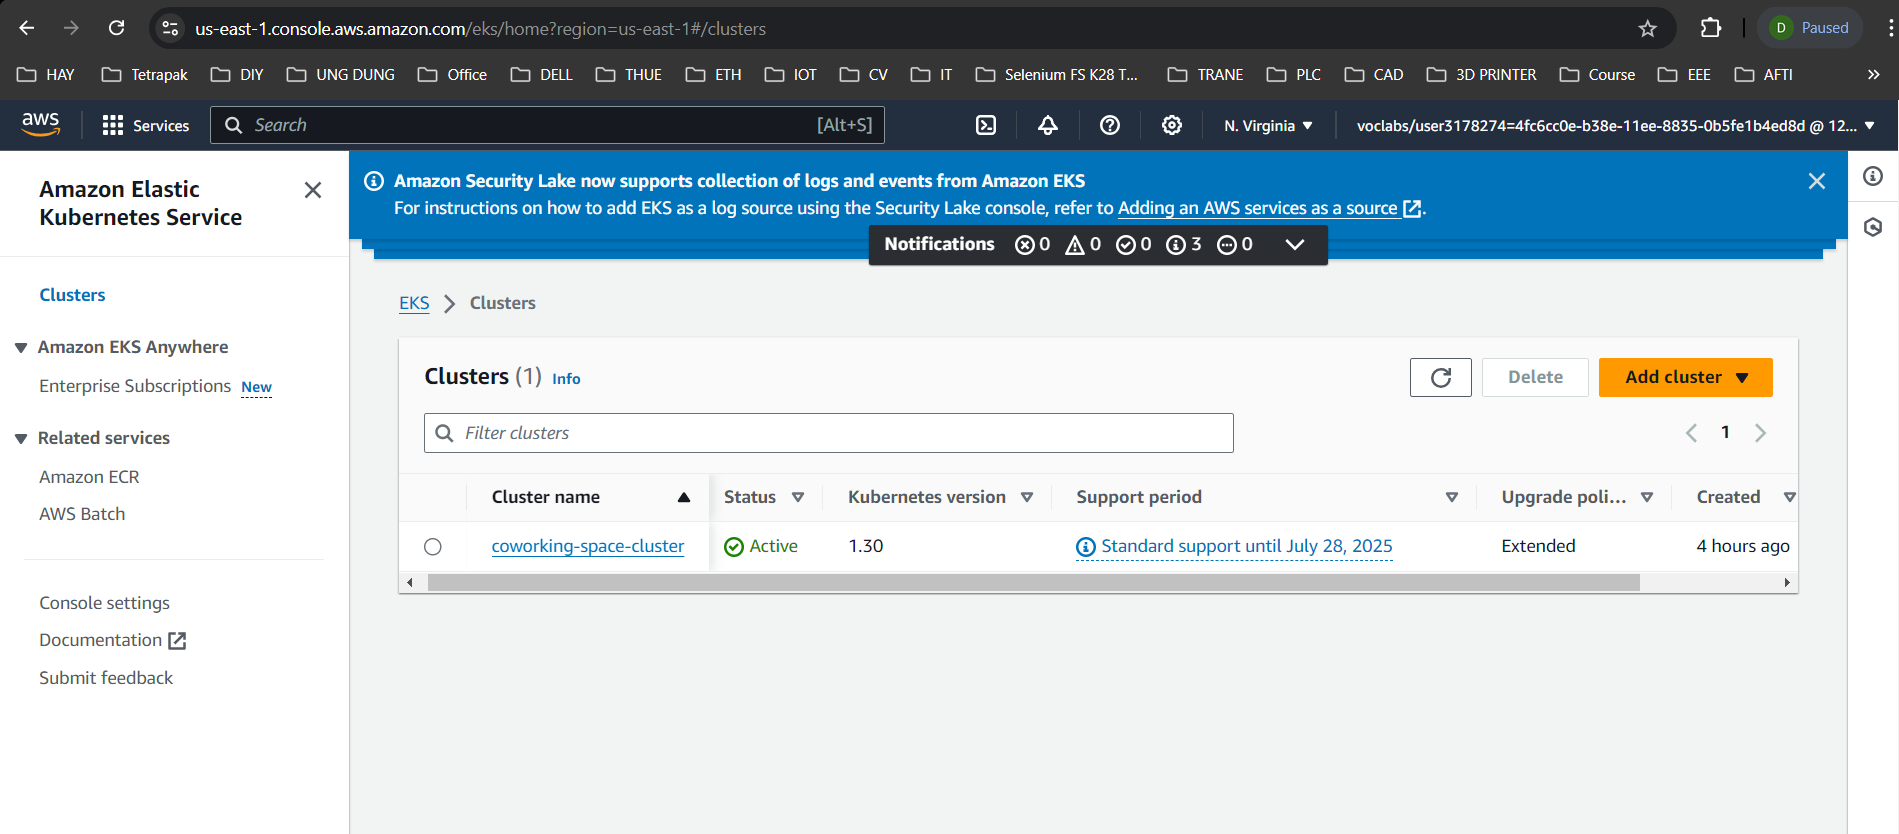 us-east-1.console.aws.amazon.com/eks/home?region=us-east-1#/clusters
D Paused
HAY Tetrapak DIY UNG DUNG Office DELL THUE ETH IOT CV IT Selenium FS K28 T... TRANE PLC CAD 3D PRINTER Course EEE AFTI
aws Services Search [Alt+S] N. Virginia voclabs/user3178274=4fc6cc0e-b38e-11ee-8835-0b5fe1b4ed8d @ 12...
Amazon Elastic
Kubernetes Service
Clusters
Amazon EKS Anywhere
Enterprise Subscriptions New
Related services
Amazon ECR
AWS Batch
Console settings
Documentation
Submit feedback
Amazon Security Lake now supports collection of logs and events from Amazon EKS
For instructions on how to add EKS as a log source using the Security Lake console, refer to Adding an AWS services as a source.
Notifications 0 0 0 3 0
EKS Clusters
Clusters (1) Info
Delete Add cluster
Filter clusters
1
Cluster name Status Kubernetes version Support period Upgrade poli... Created
coworking-space-cluster Active 1.30 Standard support until July 28, 2025 Extended 4 hours ago